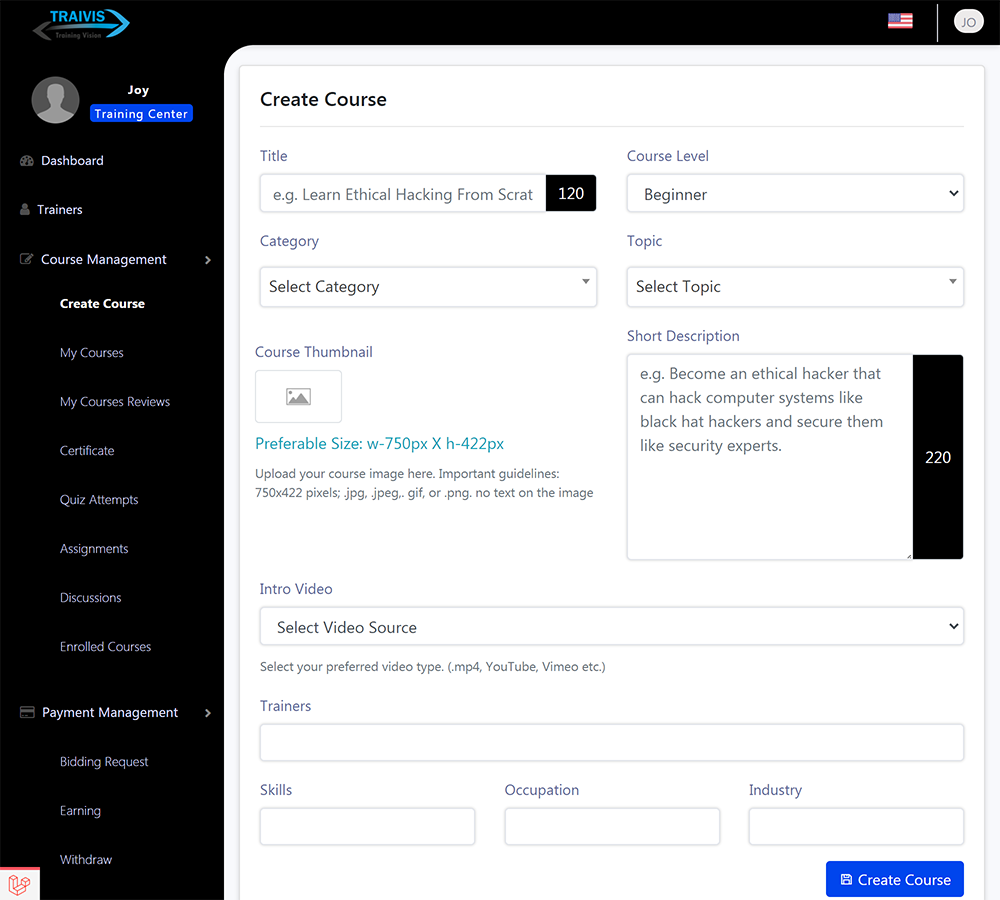 TRAIVIS
Training Vision
JO
Joy
Training Center
Dashboard
Trainers
Course Management
Create Course
My Courses
My Courses Reviews
Certificate
Quiz Attempts
Assignments
Discussions
Enrolled Courses
Payment Management
Bidding Request
Earning
Withdraw
Create Course
Title
e.g. Learn Ethical Hacking From Scrat
120
Course Level
Beginner
Category
Select Category
Topic
Select Topic
Course Thumbnail
Preferable Size: w-750px X h-422px
Upload your course image here. Important guidelines:
750x422 pixels; .jpg, .jpeg,. gif, or .png. no text on the image
Short Description
e.g. Become an ethical hacker that
can hack computer systems like
black hat hackers and secure them
like security experts.
220
Intro Video
Select Video Source
Select your preferred video type. (.mp4, YouTube, Vimeo etc.)
Trainers
Skills
Occupation
Industry
Create Course